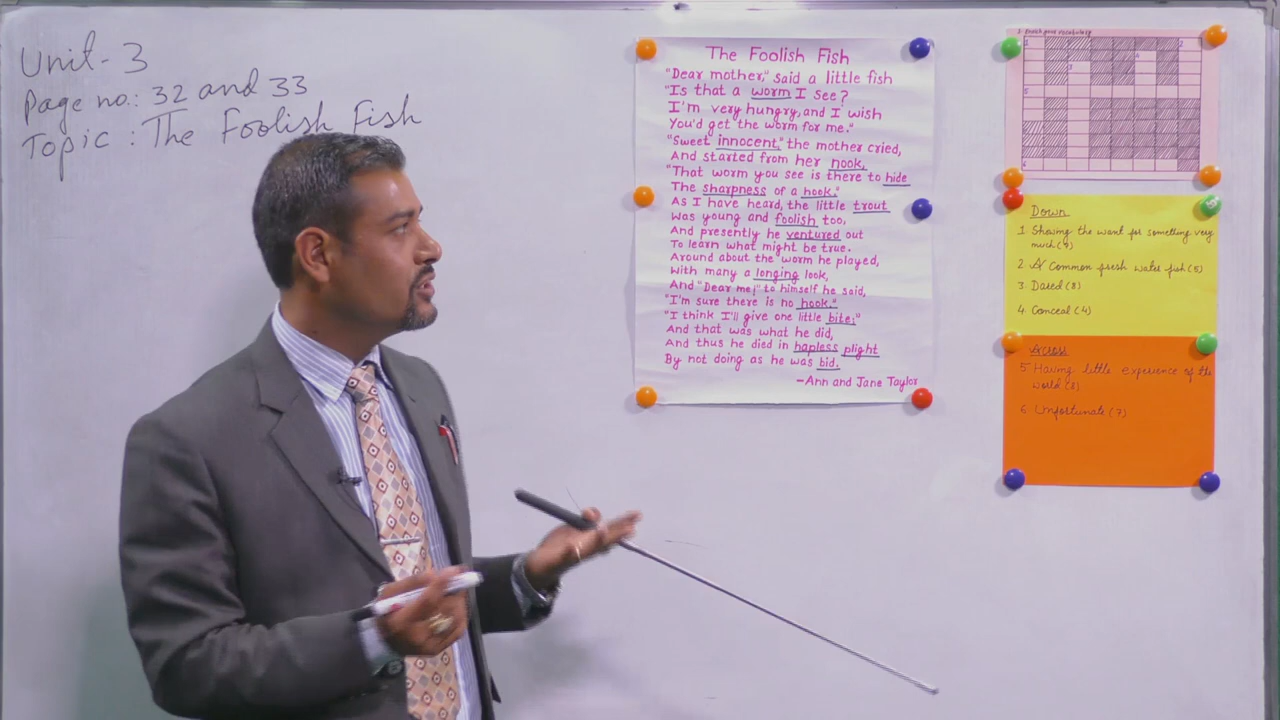 Unit-3
Page no.: 32 and 33
Topic : The Foolish Fish
The Foolish Fish
"Dear mother," said a little fish
"Is that a worm I see?
I'm very hungry, and I wish
You'd get the worm for me."
"Sweet innocent," the mother cried,
And started from her nook,
"That worm you see is there to hide
The sharpness of a hook."
As I have heard, the little trout
Was young and foolish too,
And presently he ventured out
To learn what might be true.
Around about the worm he played,
With many a longing look,
And "Dear me!" to himself he said,
"I'm sure there is no hook."
"I think I'll give one little bite;"
And that was what he did,
And thus he died in hapless plight
By not doing as he was bid.
-Ann and Jane Taylor
your vocabulary
1
2
3
4
5
6
Down
1 Showing the want for something very
much (7)
2 A Common fresh water fish (5)
3 Dared (8)
4 Conceal (4)
Across
5 Having little experience of the
world (8)
6 Unfortunate (7)